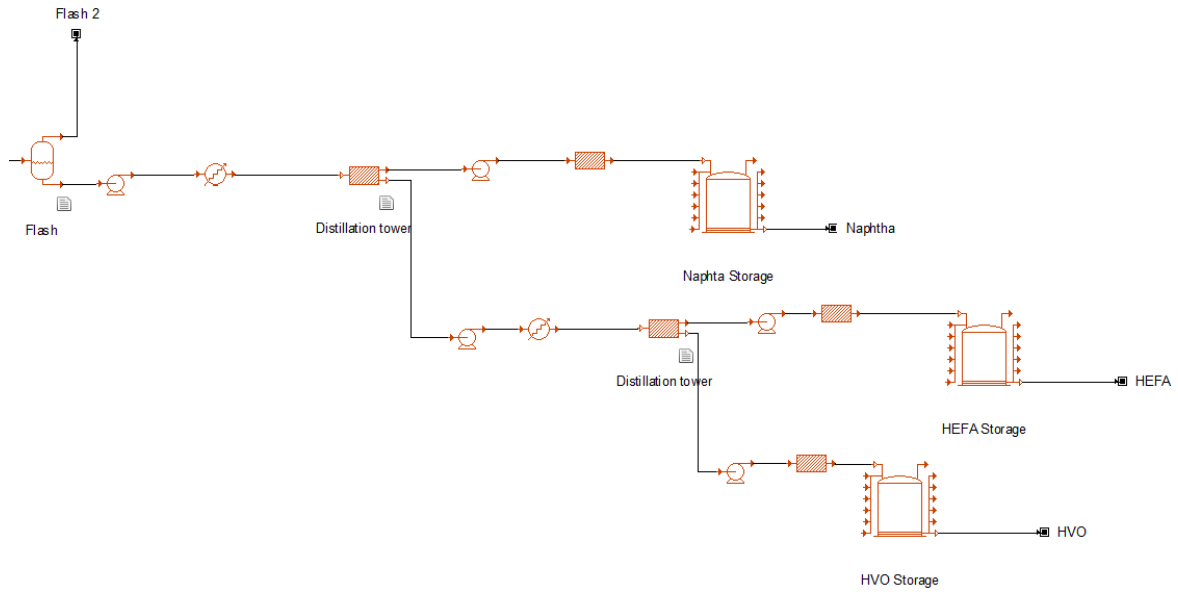 Flash 2
Flash
Distillation tower
Naphtha
Naphta Storage
Distillation tower
HEFA
HEFA Storage
HVO
HVO Storage